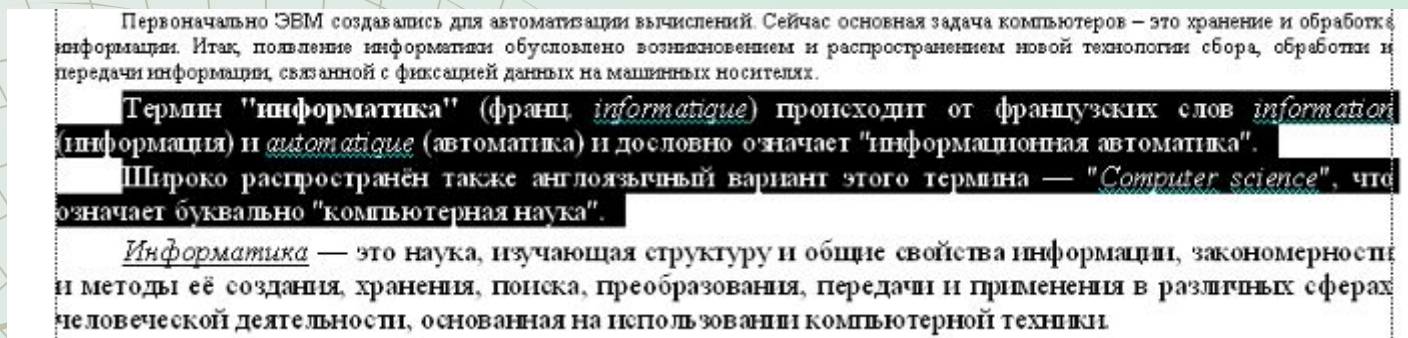 Первоначально ЭВМ создавались для автоматизации вычислений. Сейчас основная задача компьютеров – это хранение и обработка
информации. Итак, появление информатики обусловлено возникновением и распространением новой технологии сбора, обработки и
передачи информации, связанной с фиксацией данных на машинных носителях.
Термин "информатика" (франц. informatique) происходит от французских слов information
(информация) и automatique (автоматика) и дословно означает "информационная автоматика".
Широко распространён также англоязычный вариант этого термина — "Сomputer science", что
означает буквально "компьютерная наука".
Информатика — это наука, изучающая структуру и общие свойства информации, закономерности
и методы её создания, хранения, поиска, преобразования, передачи и применения в различных сферах
человеческой деятельности, основанная на использовании компьютерной техники.